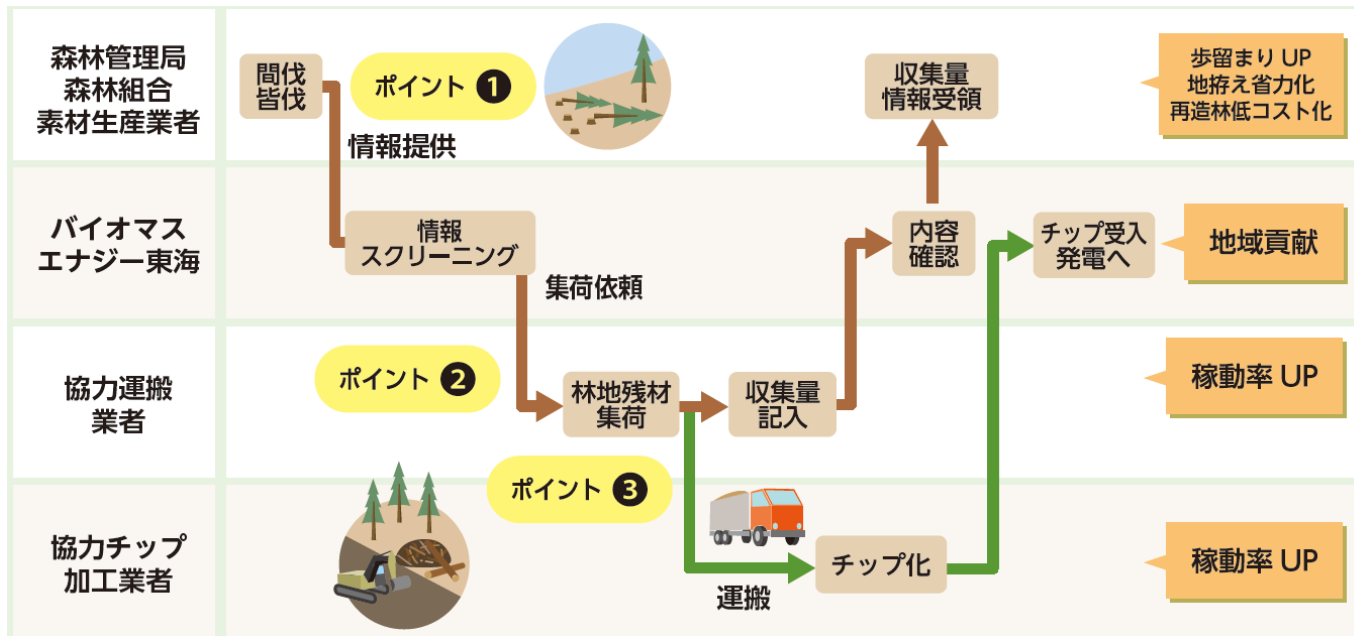 森林管理局
森林組合
素材生産業者
間伐
皆伐
ポイント ❶
情報提供
収集量
情報受領
歩留まり UP
地拵え省力化
再造林低コスト化
バイオマス
エナジー東海
情報
スクリーニング
集荷依頼
内容
確認
チップ受入
発電へ
地域貢献
協力運搬
業者
ポイント ❷
林地残材
集荷
収集量
記入
稼動率 UP
協力チップ
加工業者
ポイント ❸
運搬
チップ化
稼動率 UP